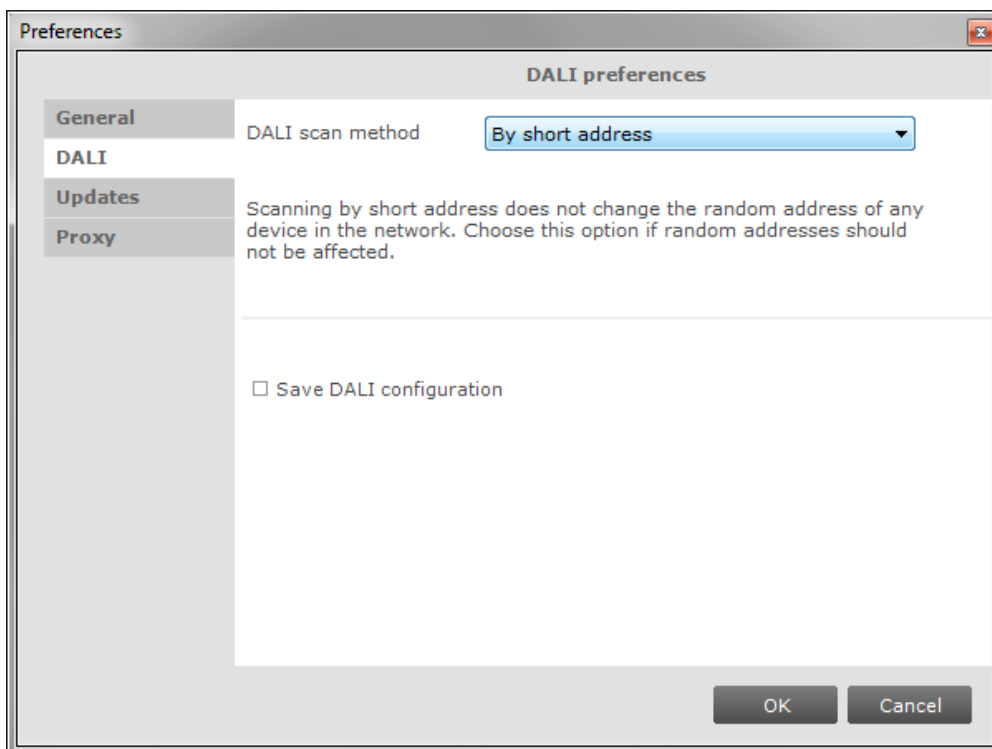 Preferences
DALI preferences
General
DALI
Updates
Proxy
DALI scan method
By short address
Scanning by short address does not change the random address of any
device in the network. Choose this option if random addresses should
not be affected.
Save DALI configuration
OK
Cancel